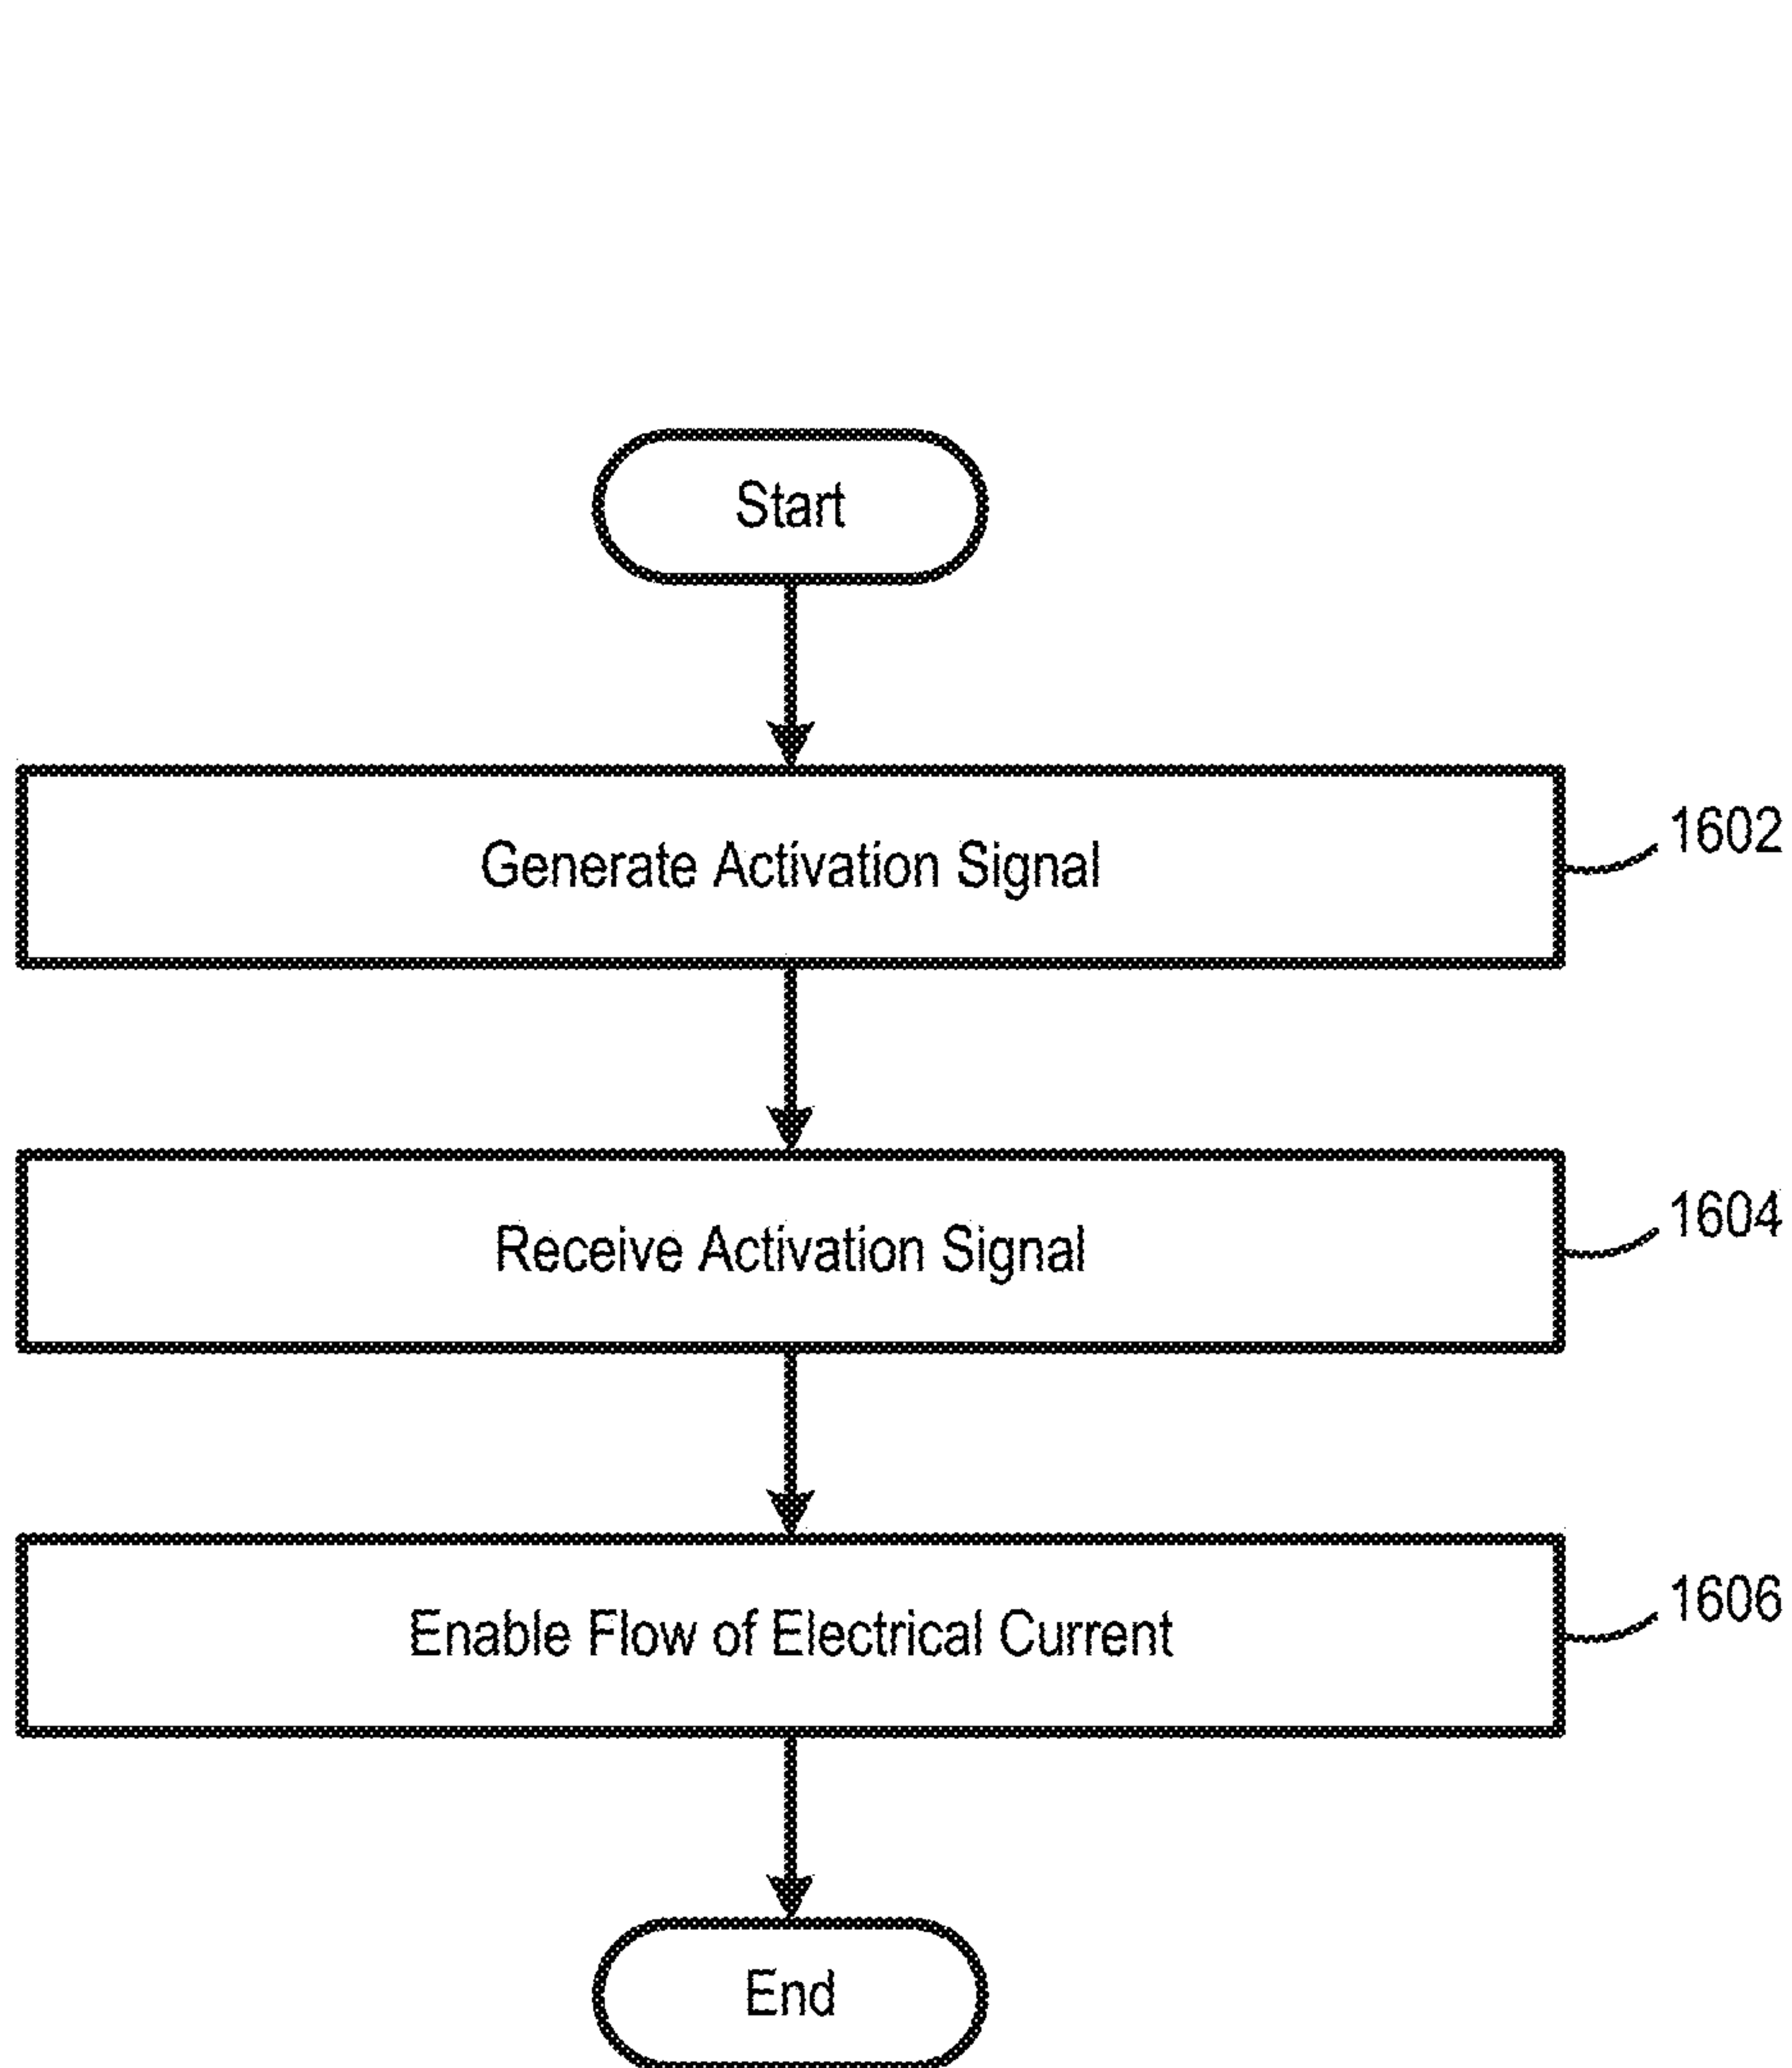 Start
Generate Activation Signal
1602
Receive Activation Signal
1604
Enable Flow of Electrical Current
1606
End